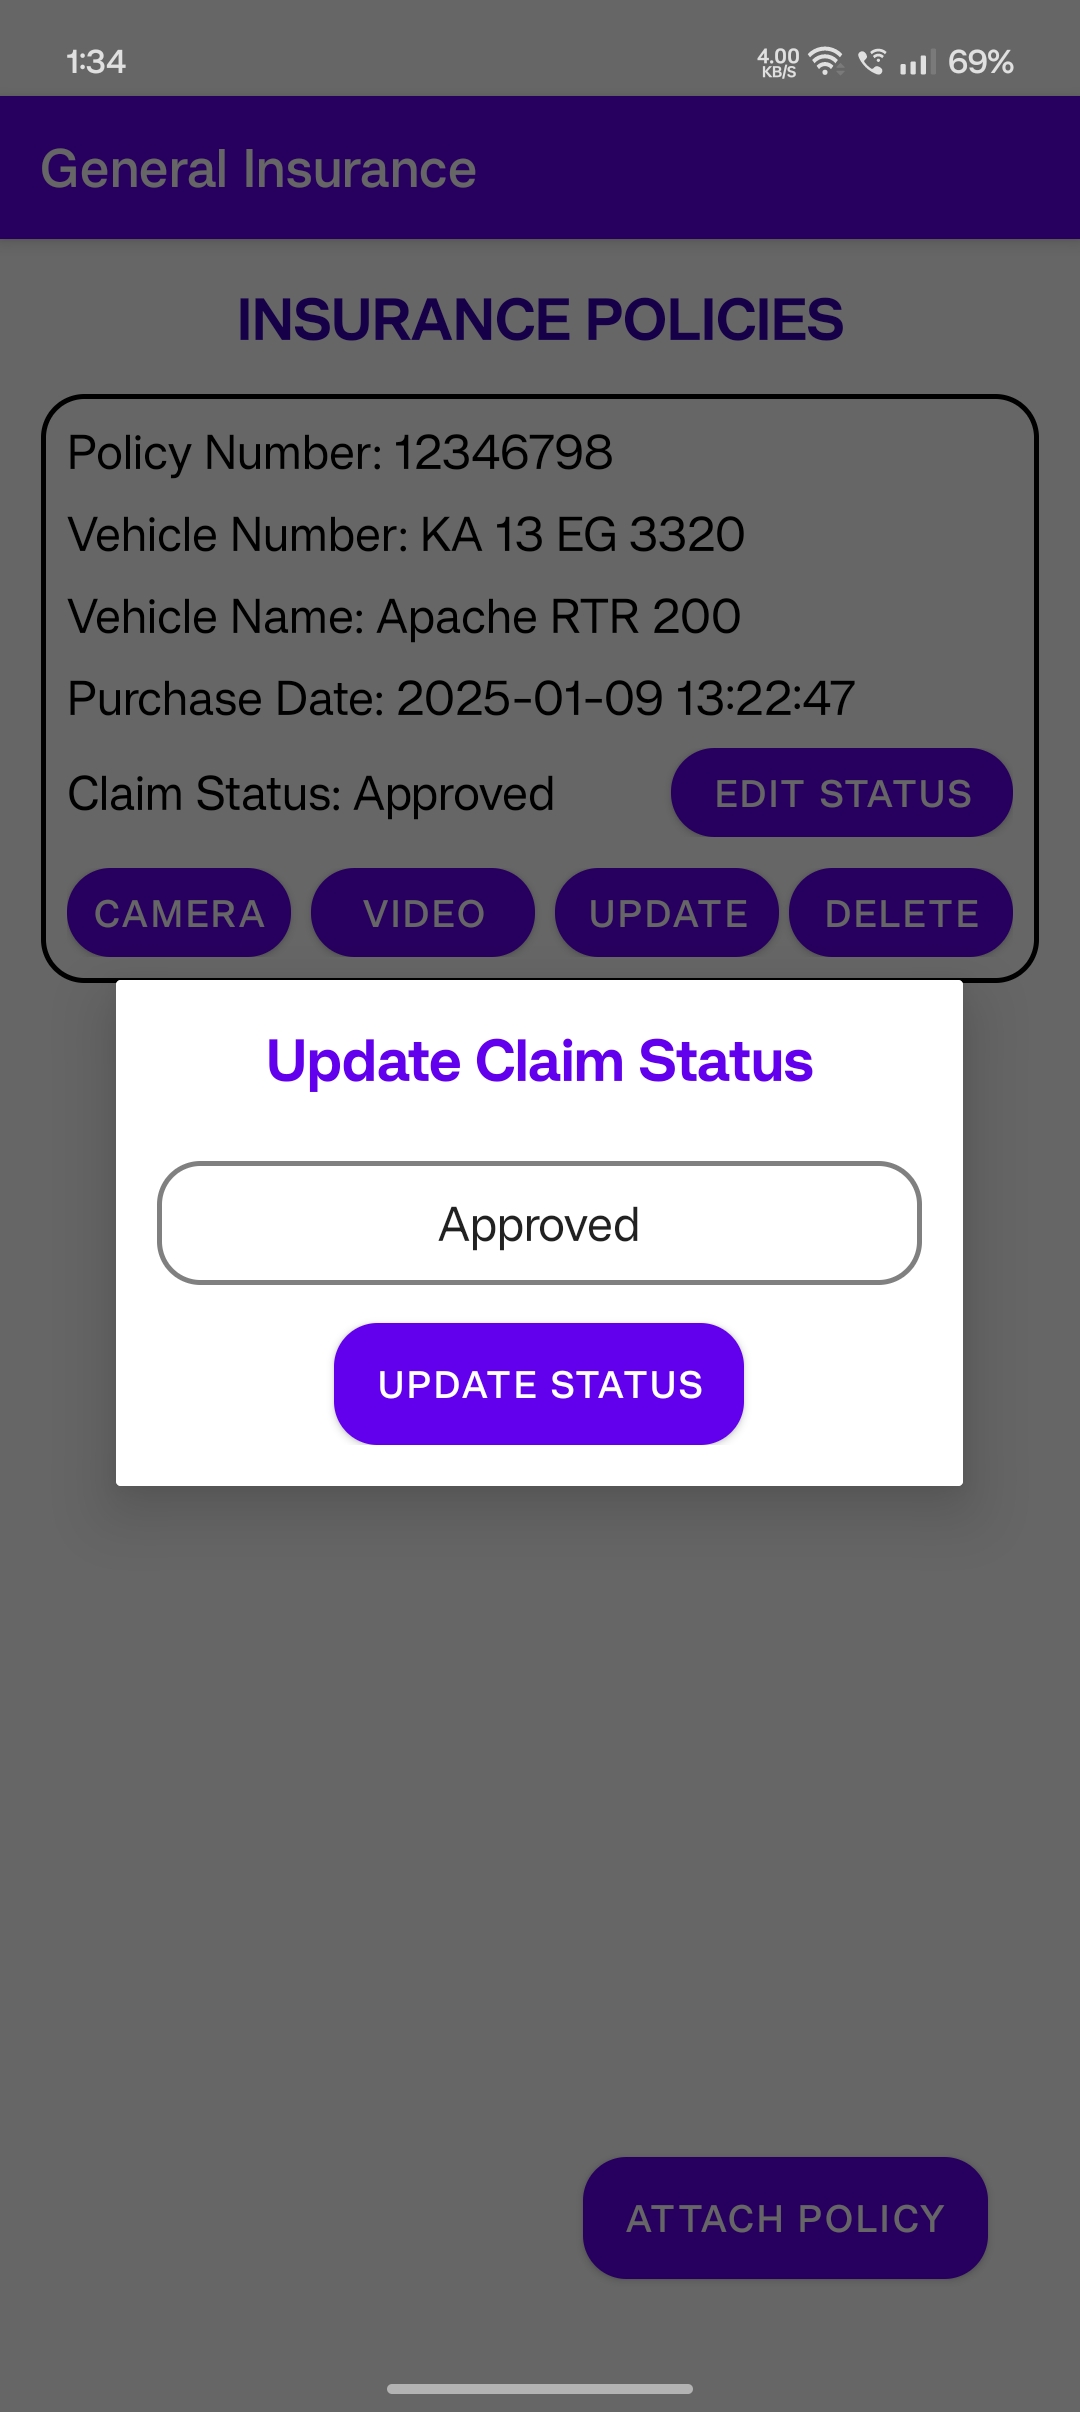 1:34
4.00 KB/S 69%
General Insurance
INSURANCE POLICIES
Policy Number: 12346798
Vehicle Number: KA 13 EG 3320
Vehicle Name: Apache RTR 200
Purchase Date: 2025-01-09 13:22:47
Claim Status: Approved EDIT STATUS
CAMERA VIDEO UPDATE DELETE
Update Claim Status
Approved
UPDATE STATUS
ATTACH POLICY